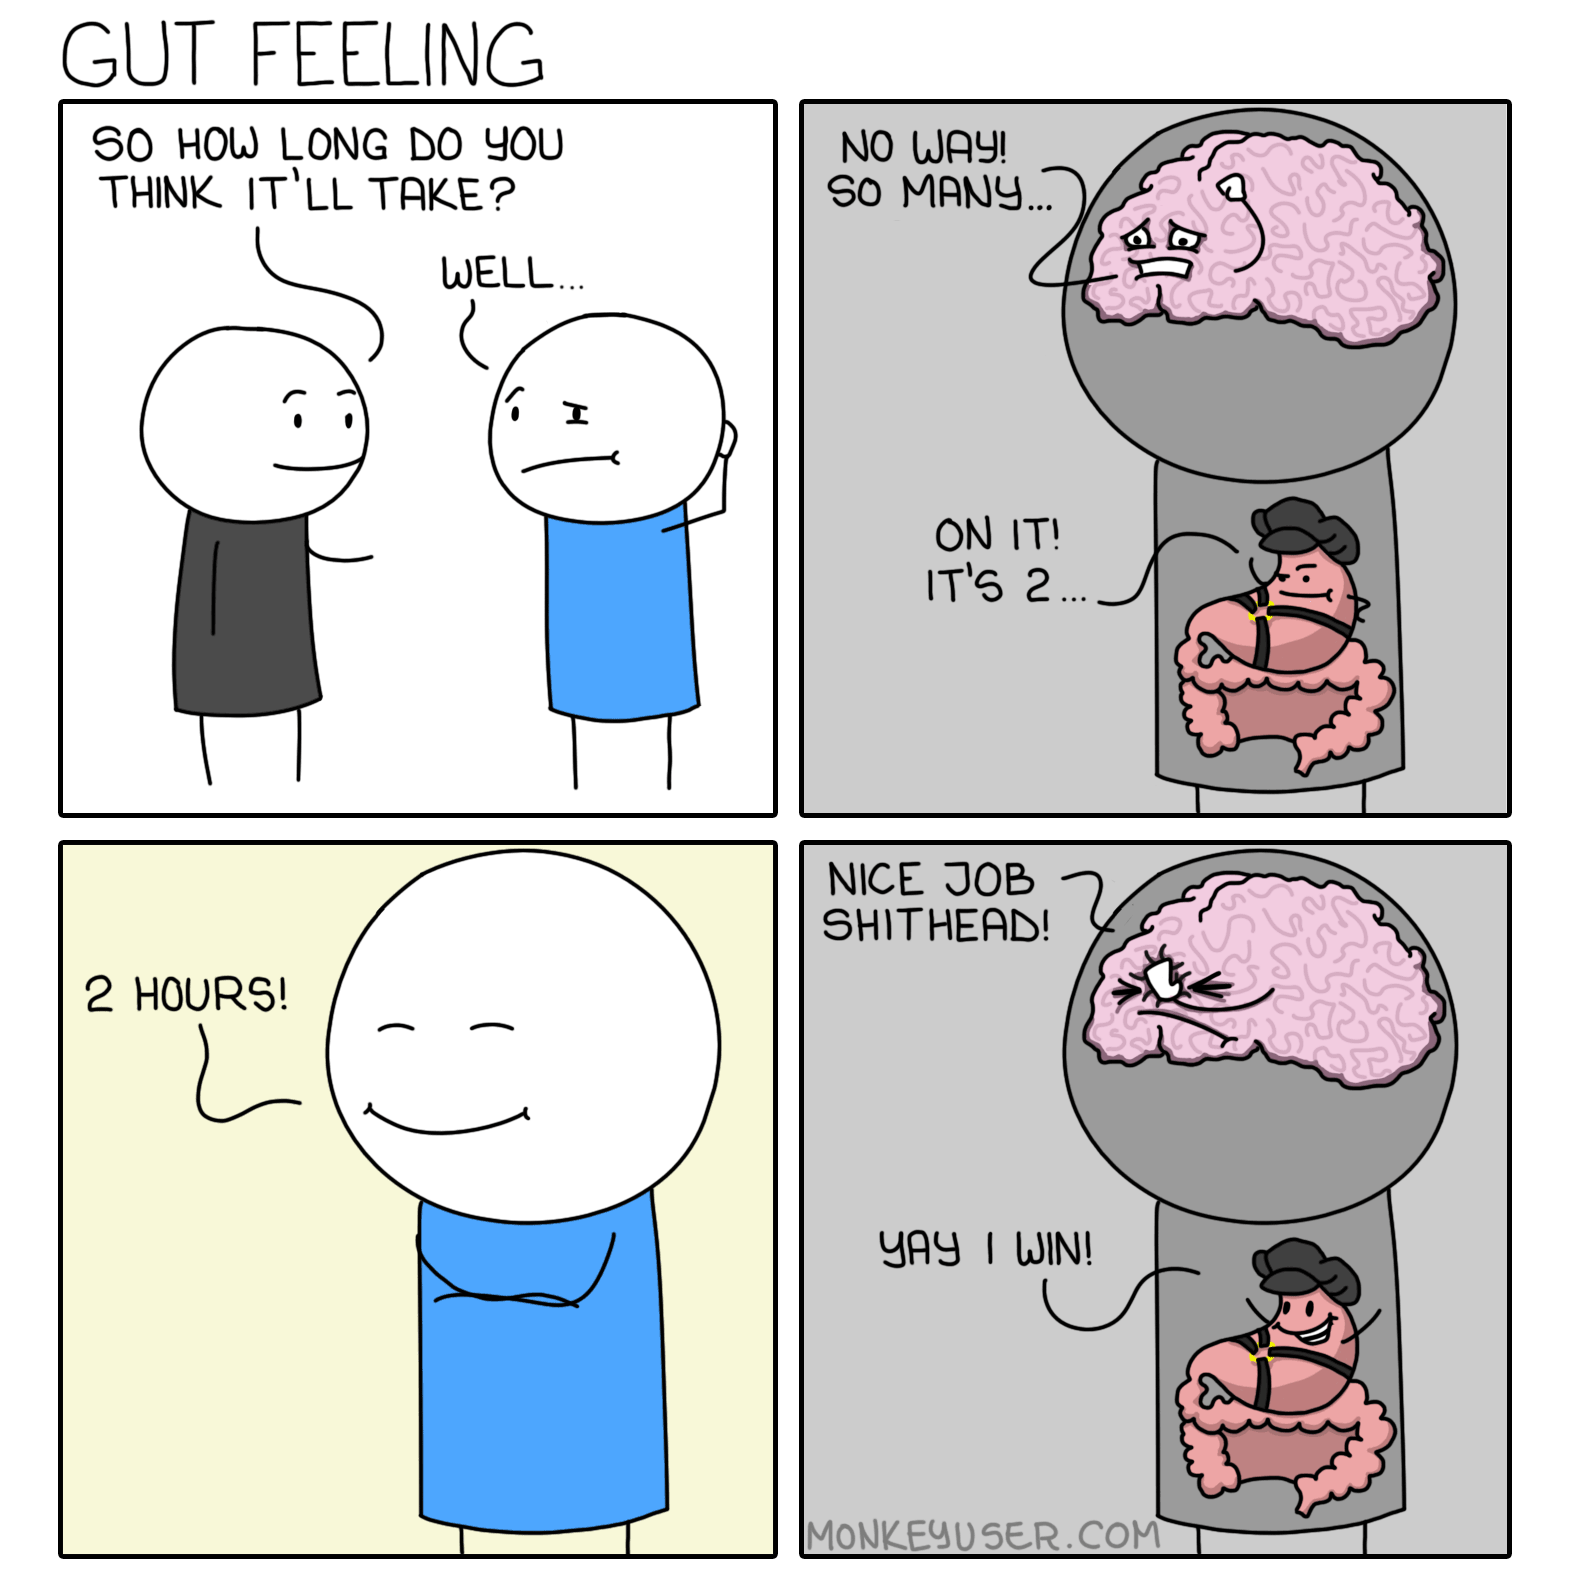 GUT FEELING
SO HOW LONG DO YOU
THINK IT'LL TAKE?
WELL...
NO WAY!
SO MANY...
ON IT!
IT'S 2...
2 HOURS!
NICE JOB
SHITHEAD!
YAY I WIN!
MONKEYUSER.COM